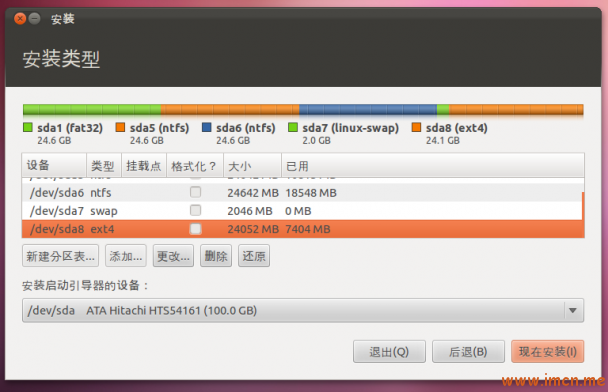 安装
安装类型
sda1 (fat32) sda5 (ntfs) sda6 (ntfs) sda7 (linux-swap) sda8 (ext4)
24.6 GB 24.6 GB 24.6 GB 2.0 GB 24.1 GB
设备 类型 挂载点 格式化？ 大小 已用
/dev/sda6 ntfs 24642 MB 18548 MB
/dev/sda7 swap 2046 MB 0 MB
/dev/sda8 ext4 24052 MB 7404 MB
新建分区表... 添加... 更改... 删除 还原
安装启动引导器的设备：
/dev/sda ATA Hitachi HTS54161 (100.0 GB)
退出(Q) 后退(B) 现在安装(I)
www.imcn.me